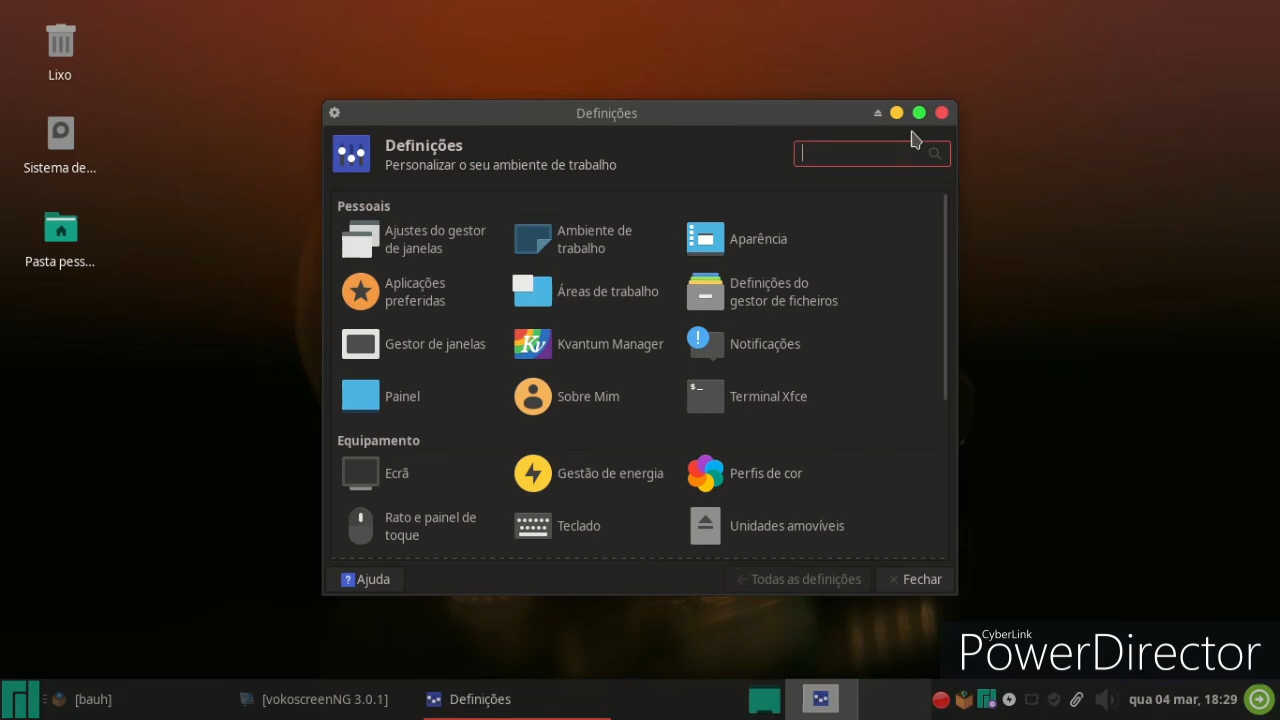 Lixo
Sistema de...
Pasta pess...
Definições
Definições
Personalizar o seu ambiente de trabalho
Pessoais
Ajustes do gestor
de janelas
Ambiente de
trabalho
Aparência
Aplicações
preferidas
Áreas de trabalho
Definições do
gestor de ficheiros
Gestor de janelas
Kv
Kvantum Manager
!
Notificações
Painel
Sobre Mim
$_
Terminal Xfce
Equipamento
Ecrã
Gestão de energia
Perfis de cor
Rato e painel de
toque
Teclado
Unidades amovíveis
? Ajuda
Todas as definições
Fechar
CyberLink
PowerDirector
[bauh]
[vokoscreenNG 3.0.1]
Definições
qua 04 mar, 18:29